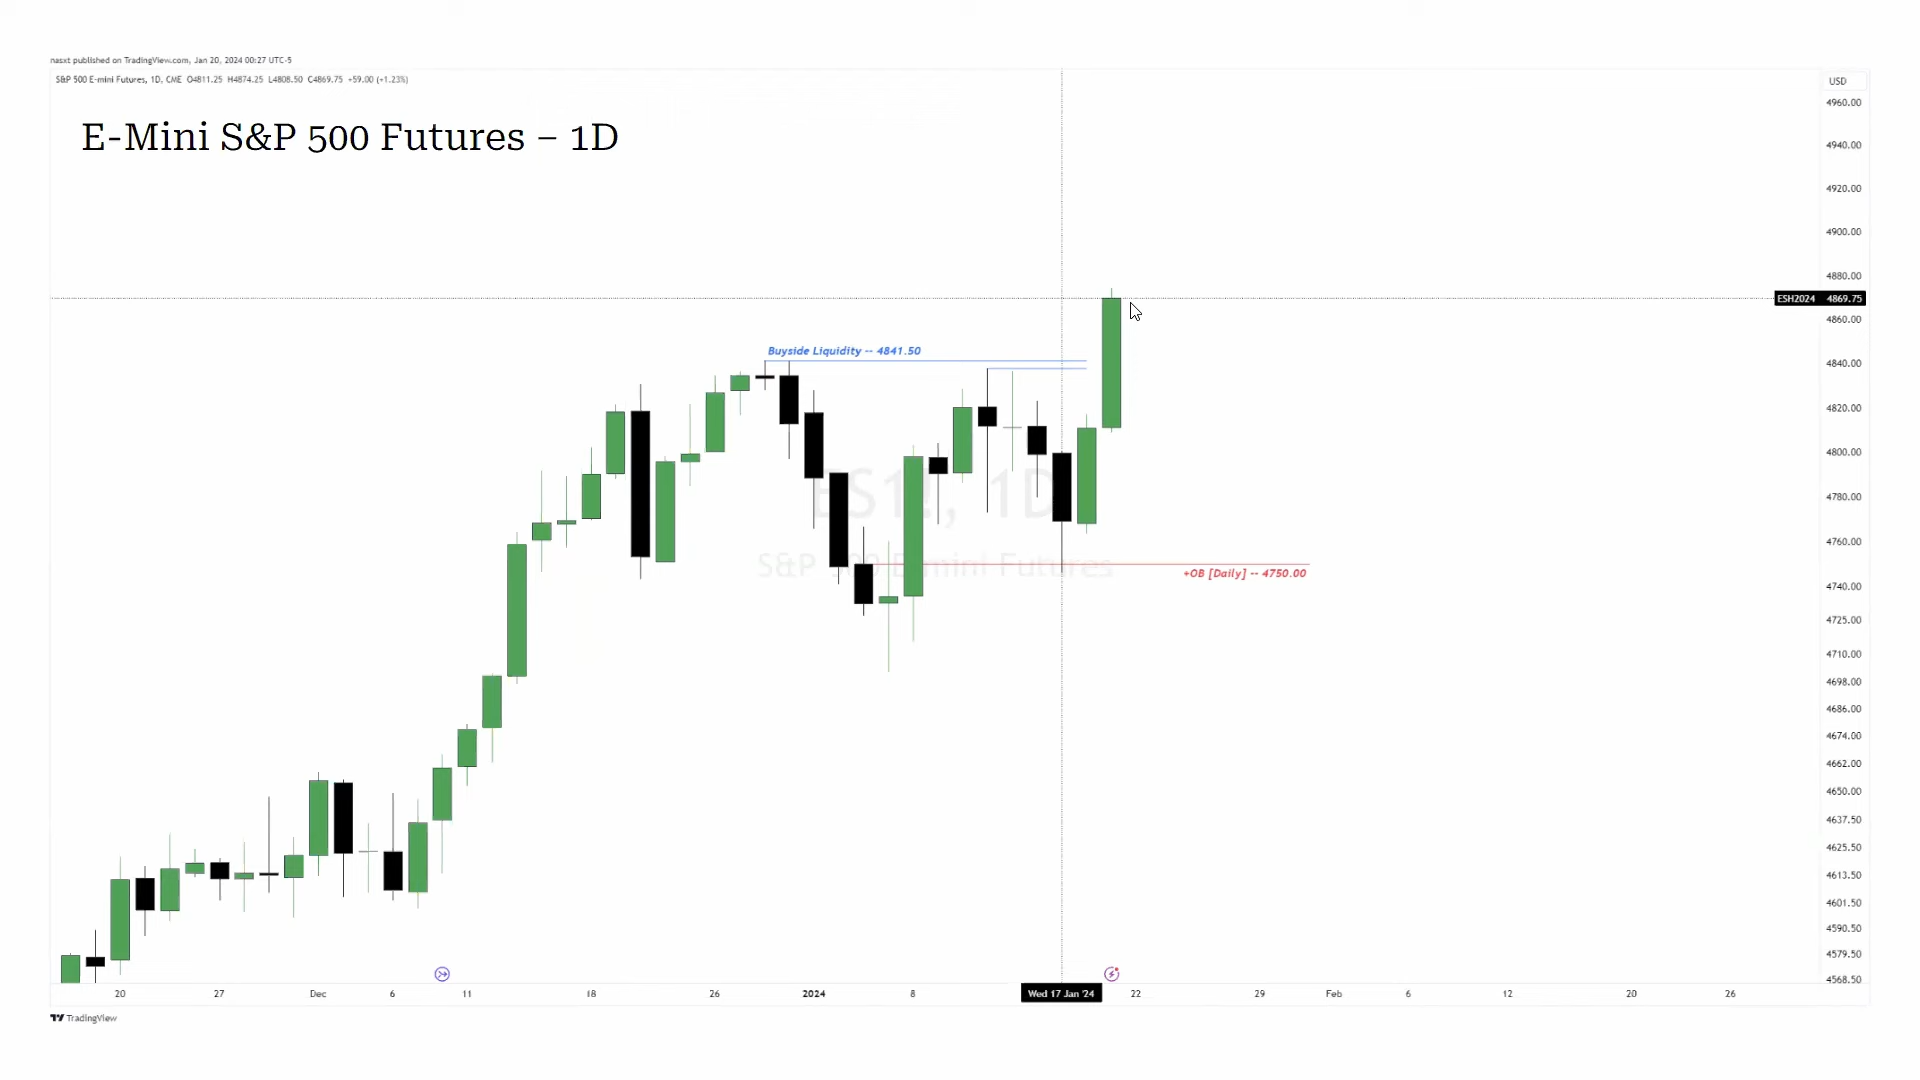 nasxt published on TradingView.com, Jan 20, 2024 00:27 UTC-5
S&P 500 E-mini Futures, 1D, CME O4811.25 H4874.25 L4808.50 C4869.75 +59.00 (+1.23%)
USD
E-Mini S&P 500 Futures – 1D
4960.00
4940.00
4920.00
4900.00
4880.00
ESH2024 4869.75
4860.00
Buyside Liquidity -- 4841.50
4840.00
4820.00
4800.00
ES1!, 1D
4780.00
4760.00
S&P 500 E-mini Futures
+OB [Daily] -- 4750.00
4740.00
4725.00
4710.00
4698.00
4686.00
4674.00
4662.00
4650.00
4637.50
4625.50
4613.50
4601.50
4590.50
4579.50
4568.50
20 27 Dec 6 11 18 26 2024 8 Wed 17 Jan '24 22 29 Feb 6 12 20 26
TradingView